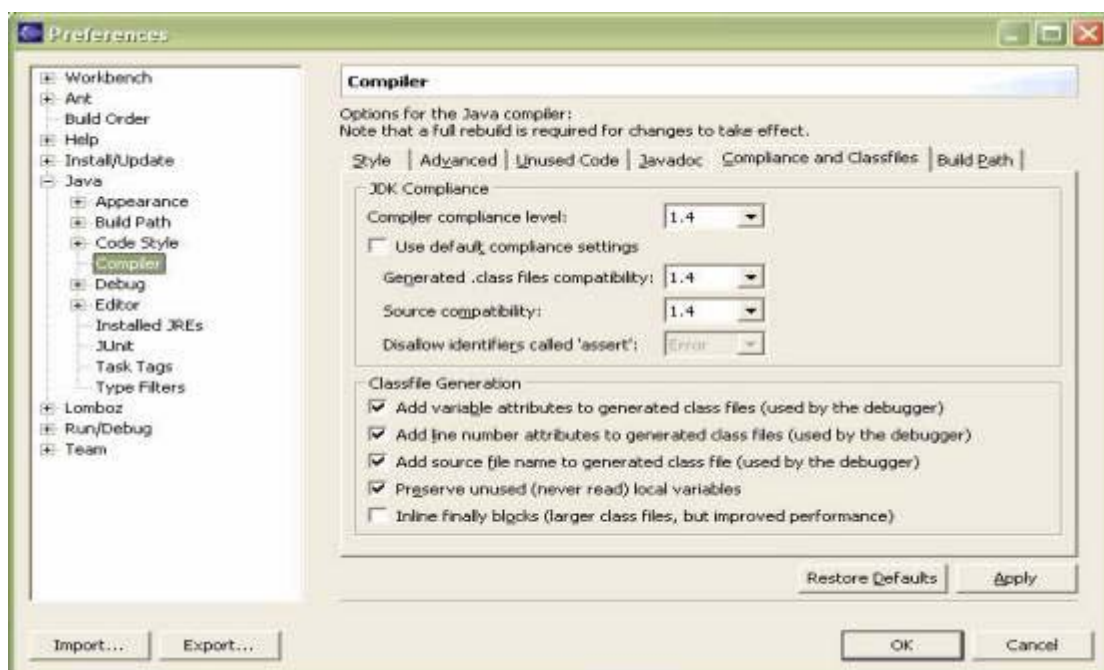 Preferences
Workbench
Ant
Build Order
Help
Install/Update
Java
Appearance
Build Path
Code Style
Compiler
Debug
Editor
Installed JREs
JUnit
Task Tags
Type Filters
Lomboz
Run/Debug
Team
Compiler
Options for the Java compiler:
Note that a full rebuild is required for changes to take effect.
Style Advanced Unused Code Javadoc Compliance and Classfiles Build Path
JDK Compliance
Compiler compliance level: 1.4
Use default compliance settings
Generated .class files compatibility: 1.4
Source compatibility: 1.4
Disallow identifiers called 'assert': Error
Classfile Generation
Add variable attributes to generated class files (used by the debugger)
Add line number attributes to generated class files (used by the debugger)
Add source file name to generated class file (used by the debugger)
Preserve unused (never read) local variables
Inline finally blocks (larger class files, but improved performance)
Restore Defaults Apply
Import... Export... OK Cancel